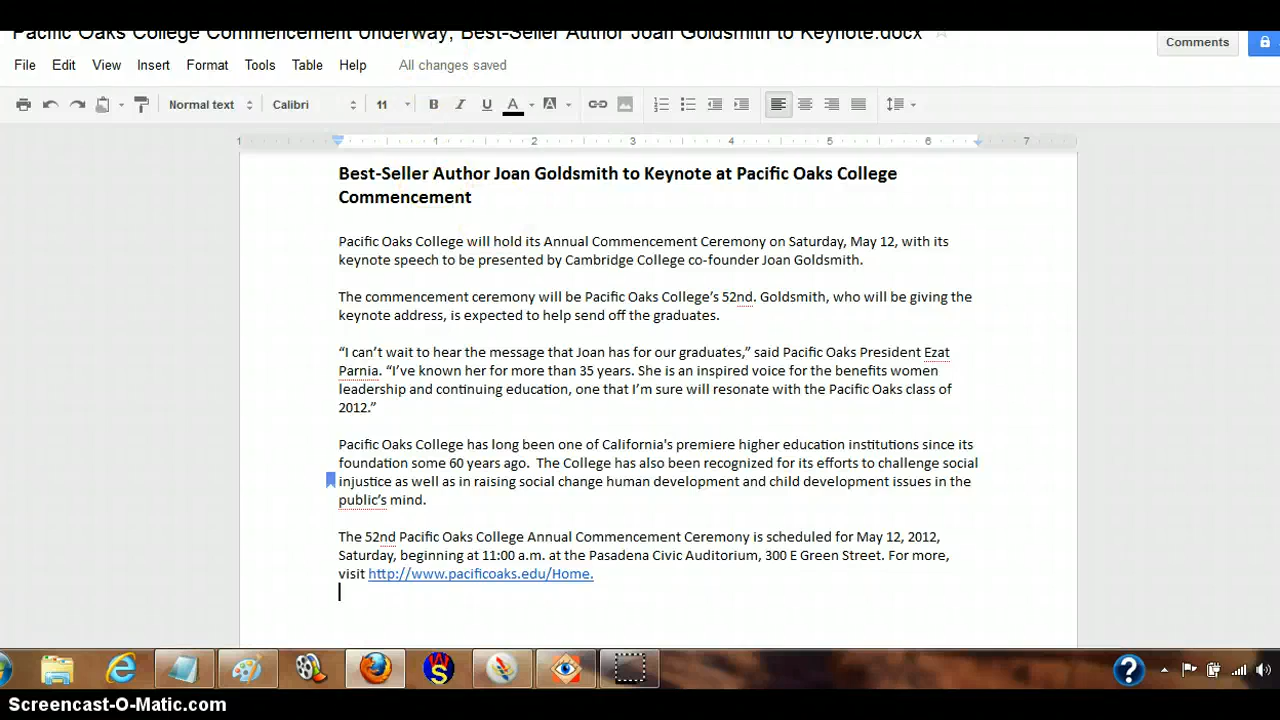 Pacific Oaks College Commencement Underway, Best-Seller Author Joan Goldsmith to Keynote.docx
Comments
File Edit View Insert Format Tools Table Help All changes saved
Normal text Calibri 11 B I U A A
1 1 2 3 4 5 6 7
Best-Seller Author Joan Goldsmith to Keynote at Pacific Oaks College
Commencement
Pacific Oaks College will hold its Annual Commencement Ceremony on Saturday, May 12, with its
keynote speech to be presented by Cambridge College co-founder Joan Goldsmith.
The commencement ceremony will be Pacific Oaks College’s 52nd. Goldsmith, who will be giving the
keynote address, is expected to help send off the graduates.
“I can’t wait to hear the message that Joan has for our graduates,” said Pacific Oaks President Ezat
Parnia. “I’ve known her for more than 35 years. She is an inspired voice for the benefits women
leadership and continuing education, one that I’m sure will resonate with the Pacific Oaks class of
2012.”
Pacific Oaks College has long been one of California's premiere higher education institutions since its
foundation some 60 years ago.  The College has also been recognized for its efforts to challenge social
injustice as well as in raising social change human development and child development issues in the
public’s mind.
The 52nd Pacific Oaks College Annual Commencement Ceremony is scheduled for May 12, 2012,
Saturday, beginning at 11:00 a.m. at the Pasadena Civic Auditorium, 300 E Green Street. For more,
visit http://www.pacificoaks.edu/Home.
W S
?
Screencast-O-Matic.com